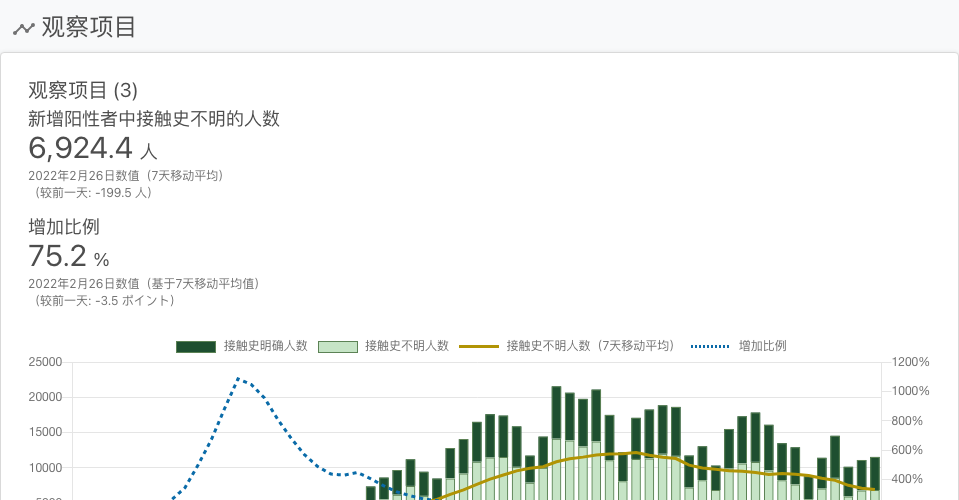 观察项目
观察项目 (3)
新增阳性者中接触史不明的人数
6,924.4 人
2022年2月26日数值（7天移动平均）
（较前一天: -199.5 人）
增加比例
75.2 %
2022年2月26日数值（基于7天移动平均值）
（较前一天: -3.5 ポイント）
接触史明确人数 接触史不明人数 接触史不明人数（7天移动平均） 增加比例
25000 1200%
20000 1000%
15000 800%
10000 600%
400%